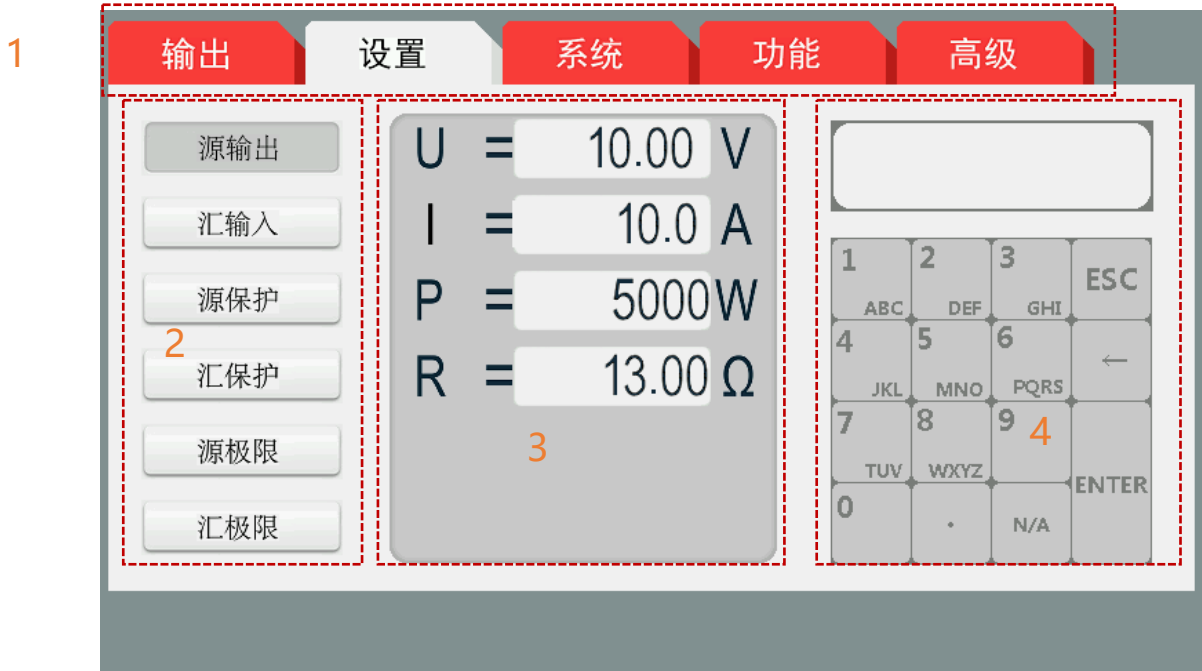 1
输出 设置 系统 功能 高级
源输出
汇输入
源保护
2
汇保护
源极限
汇极限
U = 10.00 V
I = 10.0 A
P = 5000 W
R = 13.00 Ω
3
1 2 3 ESC
ABC DEF GHI
4 5 6 ←
JKL MNO PQRS
7 8 9 4
TUV WXYZ ENTER
0 . N/A